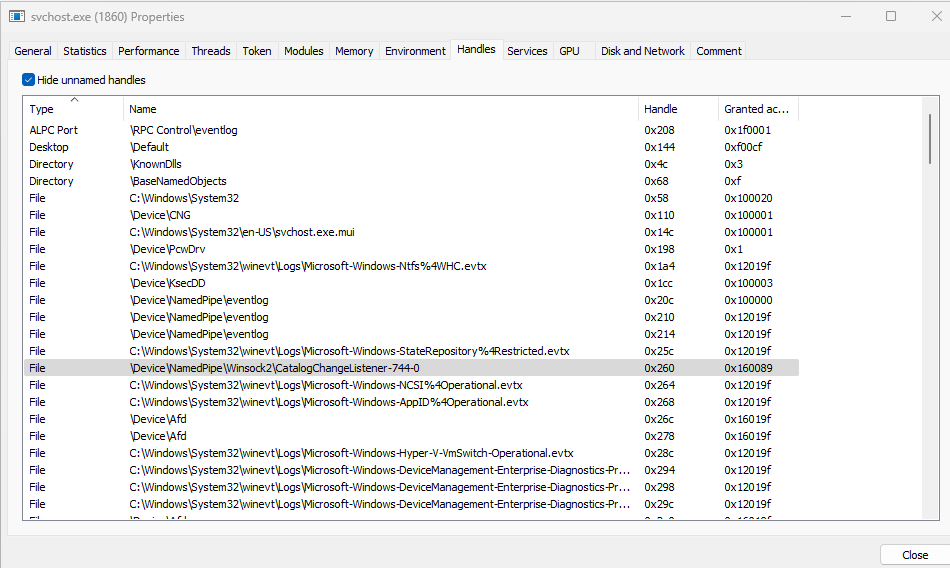 svchost.exe (1860) Properties
General Statistics Performance Threads Token Modules Memory Environment Handles Services GPU Disk and Network Comment
Hide unnamed handles
Type Name Handle Granted ac...
ALPC Port \RPC Control\eventlog 0x208 0x1f0001
Desktop \Default 0x144 0xf00cf
Directory \KnownDlls 0x4c 0x3
Directory \BaseNamedObjects 0x68 0xf
File C:\Windows\System32 0x58 0x100020
File \Device\CNG 0x110 0x100001
File C:\Windows\System32\en-US\svchost.exe.mui 0x14c 0x100001
File \Device\PcwDrv 0x198 0x1
File C:\Windows\System32\winevt\Logs\Microsoft-Windows-Ntfs%4WHC.evtx 0x1a4 0x12019f
File \Device\KsecDD 0x1cc 0x100003
File \Device\NamedPipe\eventlog 0x20c 0x100000
File \Device\NamedPipe\eventlog 0x210 0x12019f
File \Device\NamedPipe\eventlog 0x214 0x12019f
File C:\Windows\System32\winevt\Logs\Microsoft-Windows-StateRepository%4Restricted.evtx 0x25c 0x12019f
File \Device\NamedPipe\Winsock2\CatalogChangeListener-744-0 0x260 0x160089
File C:\Windows\System32\winevt\Logs\Microsoft-Windows-NCSI%4Operational.evtx 0x264 0x12019f
File C:\Windows\System32\winevt\Logs\Microsoft-Windows-AppID%4Operational.evtx 0x268 0x12019f
File \Device\Afd 0x26c 0x16019f
File \Device\Afd 0x278 0x16019f
File C:\Windows\System32\winevt\Logs\Microsoft-Windows-Hyper-V-VmSwitch-Operational.evtx 0x28c 0x12019f
File C:\Windows\System32\winevt\Logs\Microsoft-Windows-DeviceManagement-Enterprise-Diagnostics-Pr... 0x294 0x12019f
File C:\Windows\System32\winevt\Logs\Microsoft-Windows-DeviceManagement-Enterprise-Diagnostics-Pr... 0x298 0x12019f
File C:\Windows\System32\winevt\Logs\Microsoft-Windows-DeviceManagement-Enterprise-Diagnostics-Pr... 0x29c 0x12019f
Close